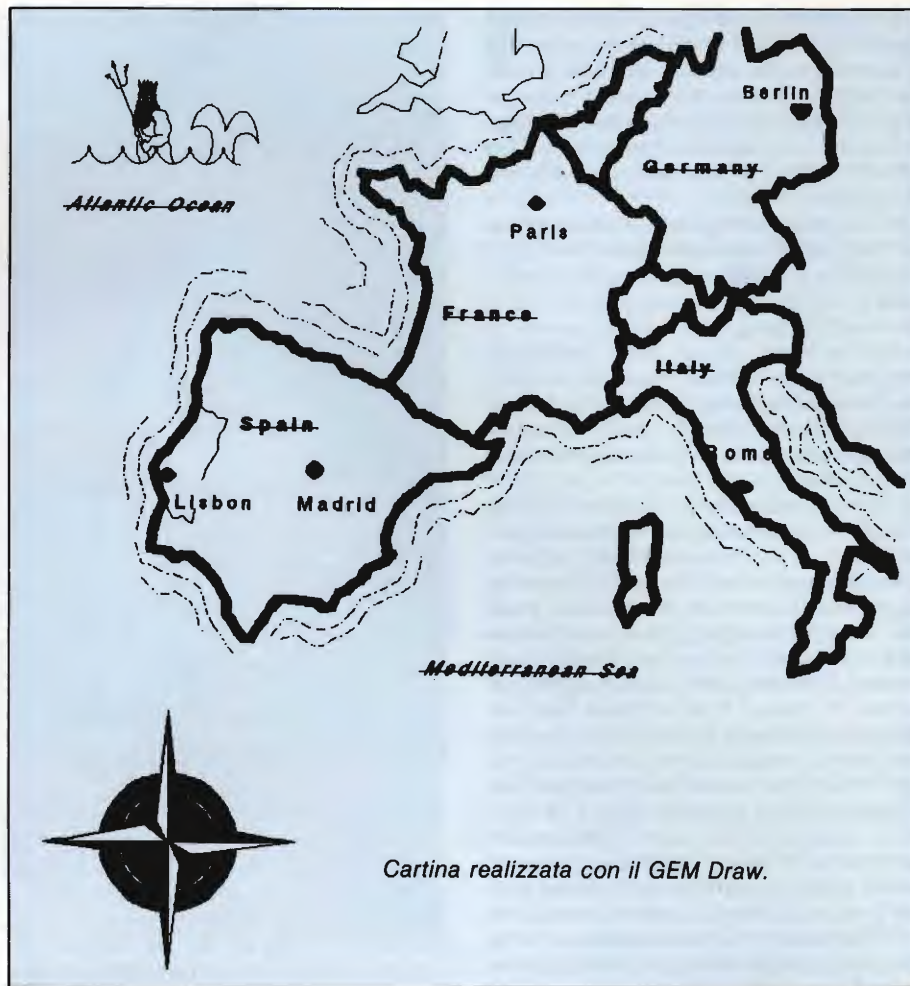 Berlin
Germany
Atlantic Ocean
Paris
France
Italy
Spain
Rome
Lisbon Madrid
Mediterranean Sea
Cartina realizzata con il GEM Draw.